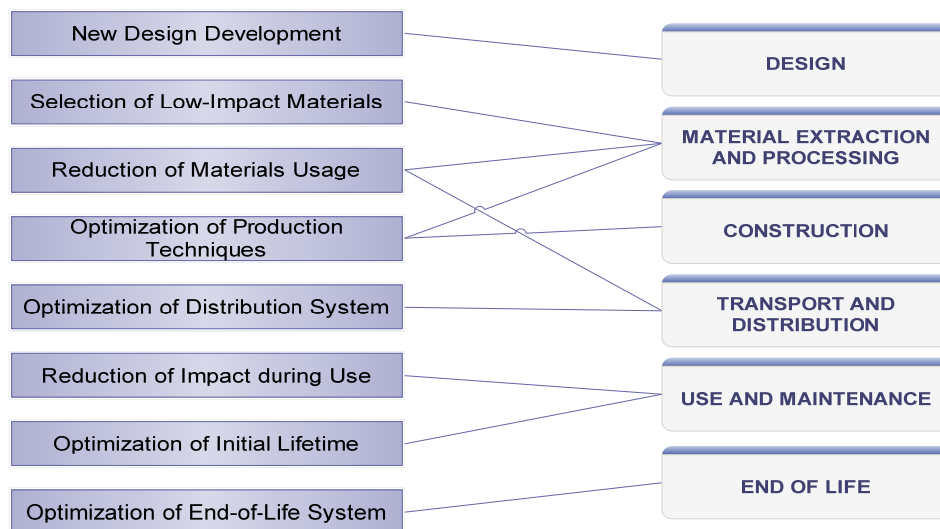 New Design Development
Selection of Low-Impact Materials
Reduction of Materials Usage
Optimization of Production
Techniques
Optimization of Distribution System
Reduction of Impact during Use
Optimization of Initial Lifetime
Optimization of End-of-Life System
DESIGN
MATERIAL EXTRACTION
AND PROCESSING
CONSTRUCTION
TRANSPORT AND
DISTRIBUTION
USE AND MAINTENANCE
END OF LIFE